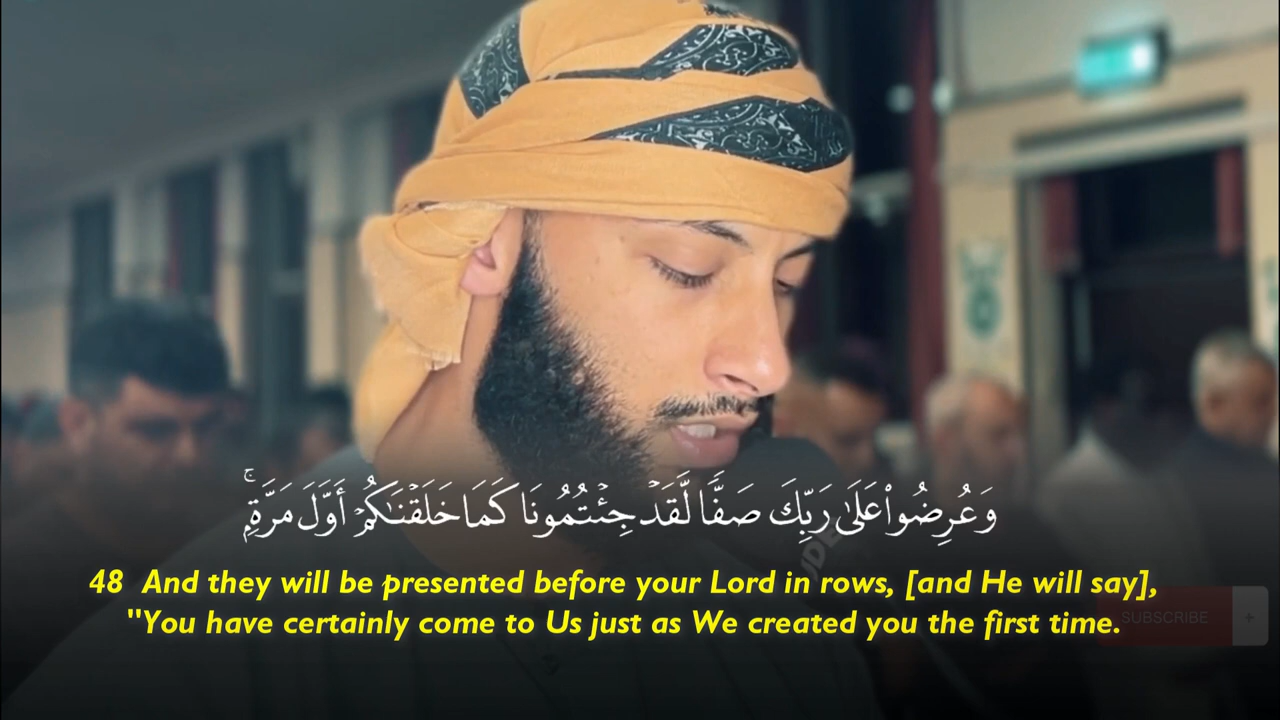 وَعُرِضُوا۟ عَلَىٰ رَبِّكَ صَفًّا لَّقَدْ جِئْتُمُونَا كَمَا خَلَقْنَـٰكُمْ أَوَّلَ مَرَّةٍۭ ۚ
48 And they will be presented before your Lord in rows, [and He will say],
"You have certainly come to Us just as We created you the first time.
SUBSCRIBE